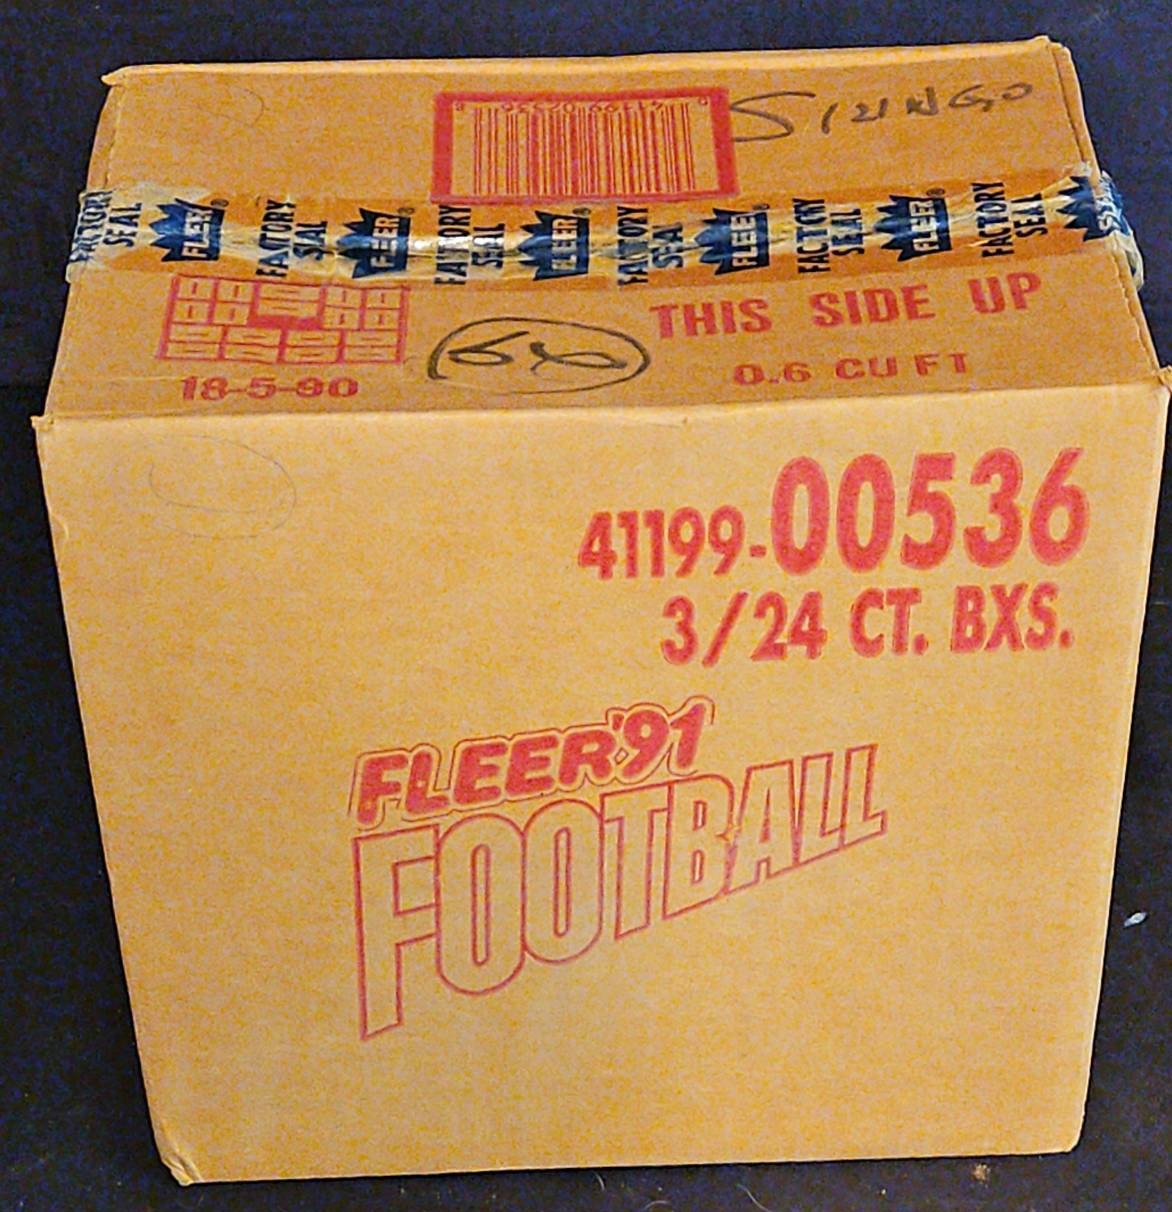 FACTORY SEAL FLEER® FACTORY SEAL FLEER® FACTORY SEAL FLEER® FACTORY SEAL FLEER® FACTORY SEAL FLEER® FACTORY SEAL
THIS SIDE UP
18-5-90
0.6 CU FT
41199-00536
3/24 CT. BXS.
FLEER'91
FOOTBALL